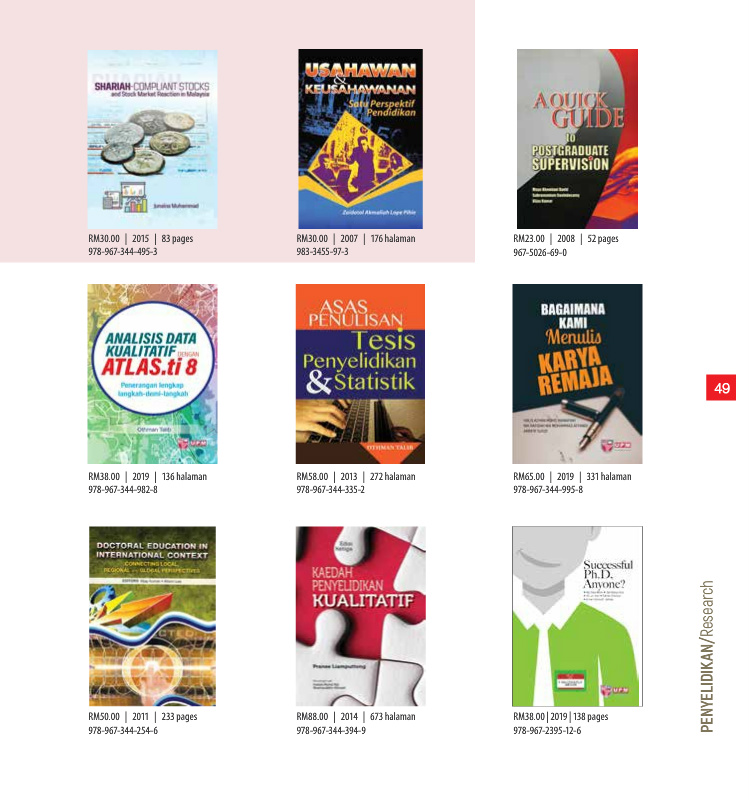 SHARIAH-COMPLIANT STOCKS
and Stock Market Reaction in Malaysia
Junaina Muhammad
RM30.00 | 2015 | 83 pages
978-967-344-495-3
USAHAWAN
&
KEUSAHAWANAN
Satu Perspektif
Pendidikan
Zaidatol Akmaliah Lope Pihie
RM30.00 | 2007 | 176 halaman
983-3455-97-3
A QUICK
GUIDE
to
POSTGRADUATE
SUPERVISION
RM23.00 | 2008 | 52 pages
967-5026-69-0
ANALISIS DATA
KUALITATIF DENGAN
ATLAS.ti 8
Penerangan lengkap
langkah-demi-langkah
Othman Talib
UPM
RM38.00 | 2019 | 136 halaman
978-967-344-982-8
ASAS
PENULISAN
Tesis
Penyelidikan
& Statistik
OTHMAN TALIB
RM58.00 | 2013 | 272 halaman
978-967-344-335-2
BAGAIMANA
KAMI
Menulis
KARYA
REMAJA
UPM
RM65.00 | 2019 | 331 halaman
978-967-344-995-8
49
DOCTORAL EDUCATION IN
INTERNATIONAL CONTEXT
CONNECTING LOCAL,
REGIONAL AND GLOBAL PERSPECTIVES
EDITORS
RM50.00 | 2011 | 233 pages
978-967-344-254-6
Edisi
Ketiga
KAEDAH
PENYELIDIKAN
KUALITATIF
Pranee Liamputtong
RM88.00 | 2014 | 673 halaman
978-967-344-394-9
Successful
Ph.D.
Anyone?
UPM
RM38.00 | 2019 | 138 pages
978-967-2395-12-6
PENYELIDIKAN/Research